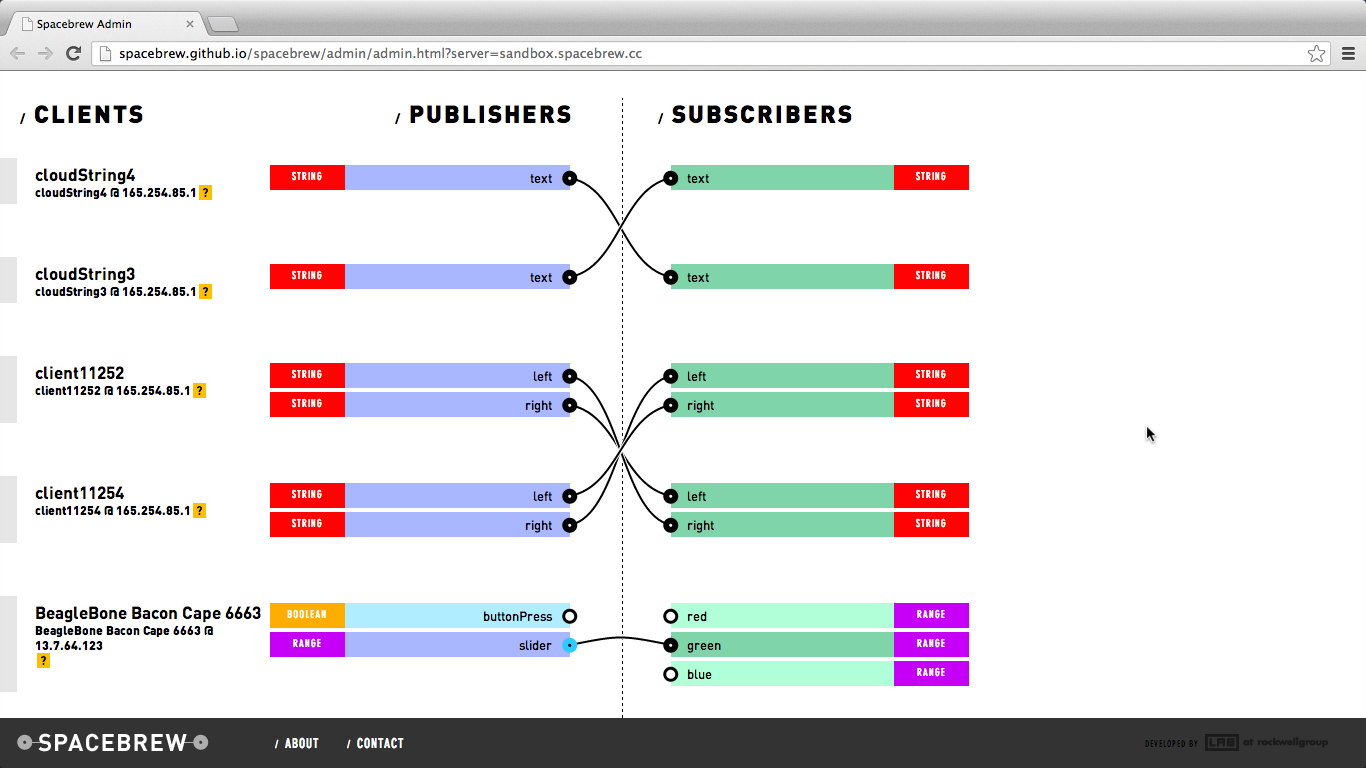 Spacebrew Admin
spacebrew.github.io/spacebrew/admin/admin.html?server=sandbox.spacebrew.cc
/ CLIENTS / PUBLISHERS / SUBSCRIBERS
cloudString4
cloudString4 @ 165.254.85.1 ?
STRING text text STRING
cloudString3
cloudString3 @ 165.254.85.1 ?
STRING text text STRING
client11252
client11252 @ 165.254.85.1 ?
STRING left left STRING
STRING right right STRING
client11254
client11254 @ 165.254.85.1 ?
STRING left left STRING
STRING right right STRING
BeagleBone Bacon Cape 6663
BeagleBone Bacon Cape 6663 @
13.7.64.123
?
BOOLEAN buttonPress red RANGE
RANGE slider green RANGE
blue RANGE
SPACEBREW / ABOUT / CONTACT DEVELOPED BY LAB at rockwellgroup